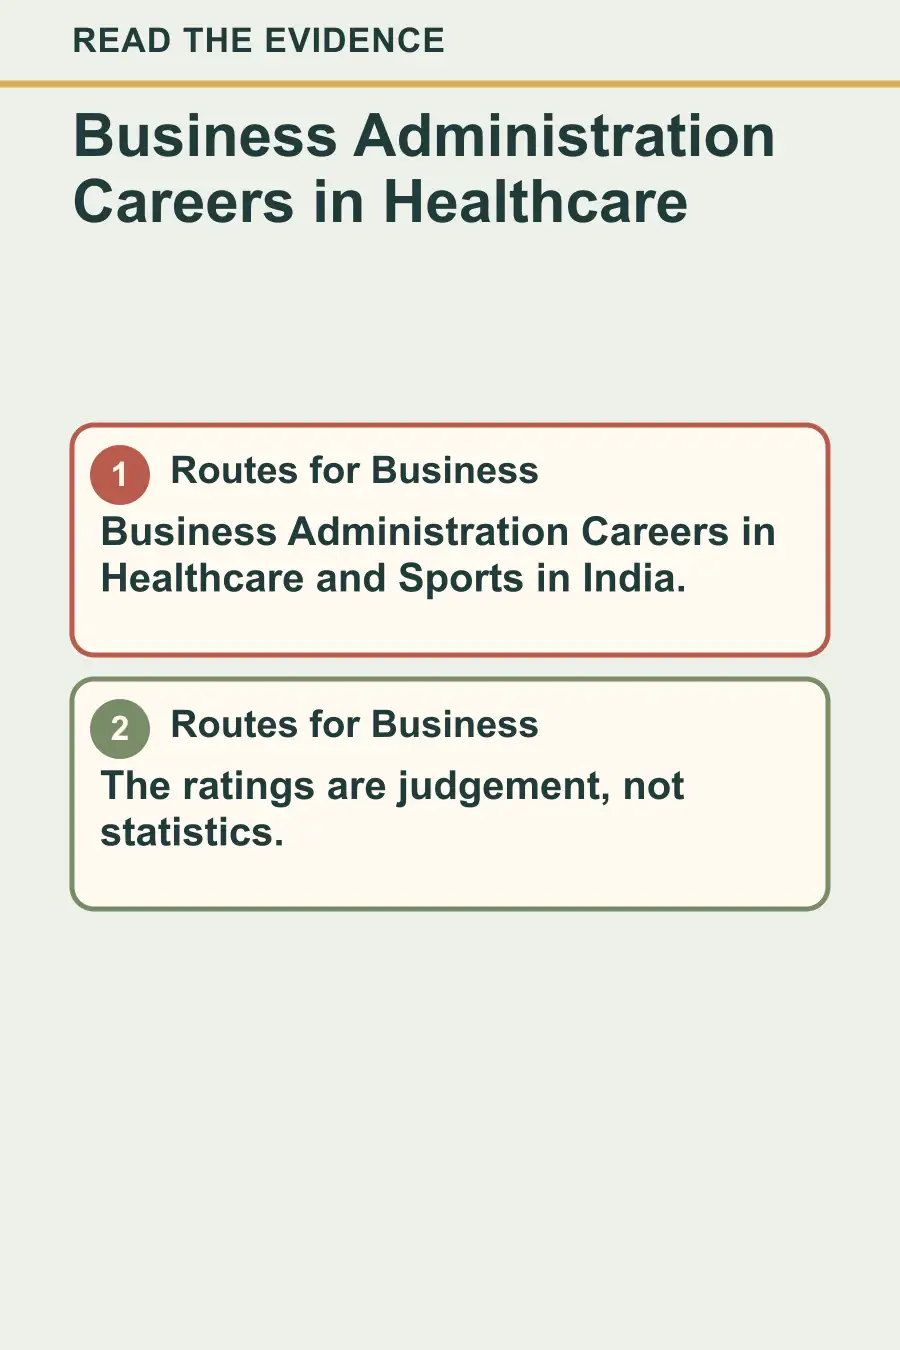 READ THE EVIDENCE
Business Administration
Careers in Healthcare
1 Routes for Business
Business Administration Careers in
Healthcare and Sports in India.
2 Routes for Business
The ratings are judgement, not
statistics.